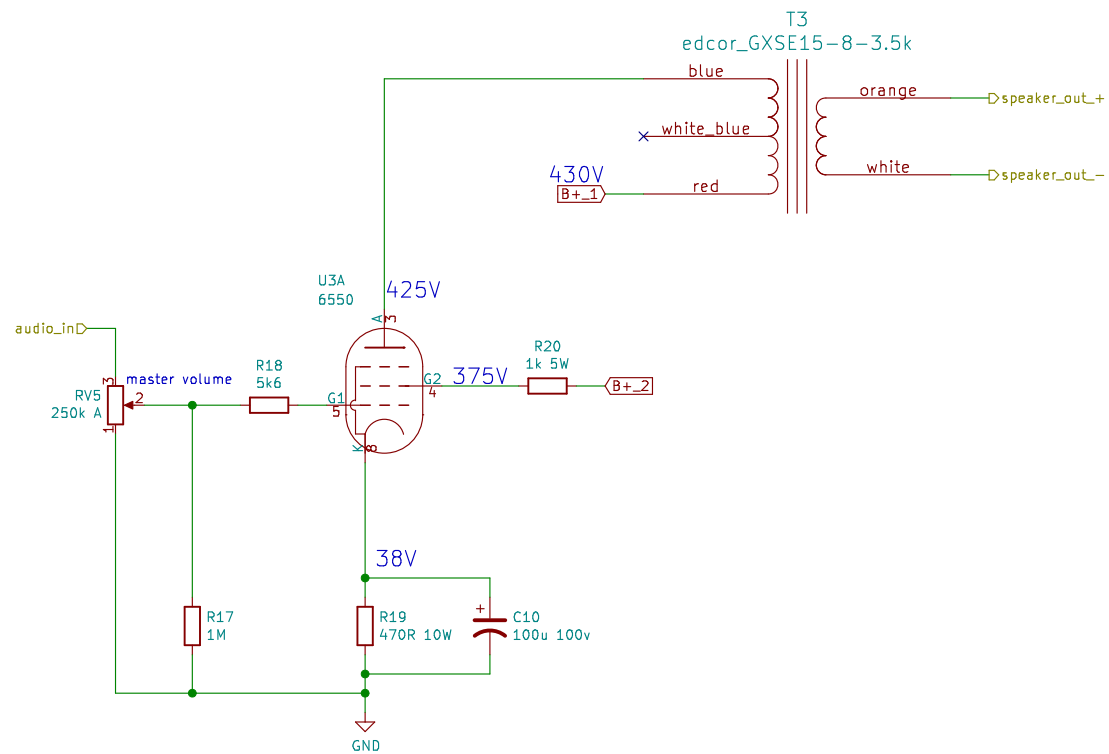 T3
edcor_GXSE15-8-3.5k
blue
orange
speaker_out_+
white_blue
430V
B+_1
red
white
speaker_out_-
U3A
6550
425V
A
3
audio_in
master volume
R18
5k6
R20
1k 5W
3
RV5
250k A
2
1
G1
5
G2
4
375V
B+_2
K
8
38V
R17
1M
R19
470R 10W
+
C10
100u 100v
GND